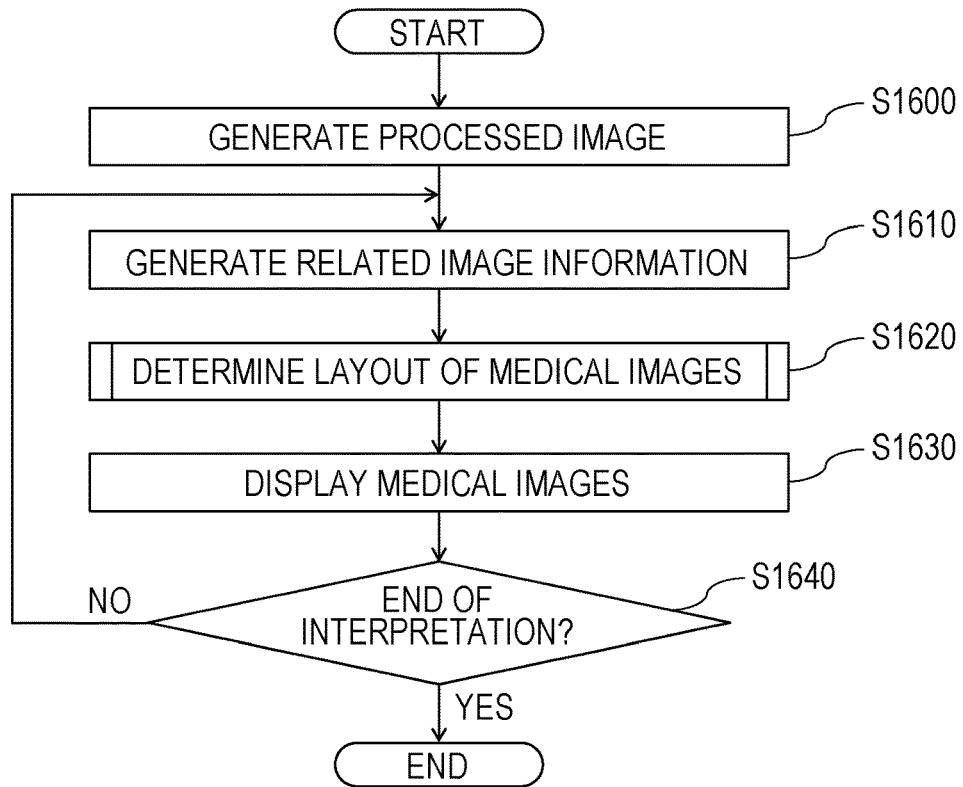 START
S1600
GENERATE PROCESSED IMAGE
S1610
GENERATE RELATED IMAGE INFORMATION
S1620
DETERMINE LAYOUT OF MEDICAL IMAGES
S1630
DISPLAY MEDICAL IMAGES
S1640
NO
END OF
INTERPRETATION?
YES
END